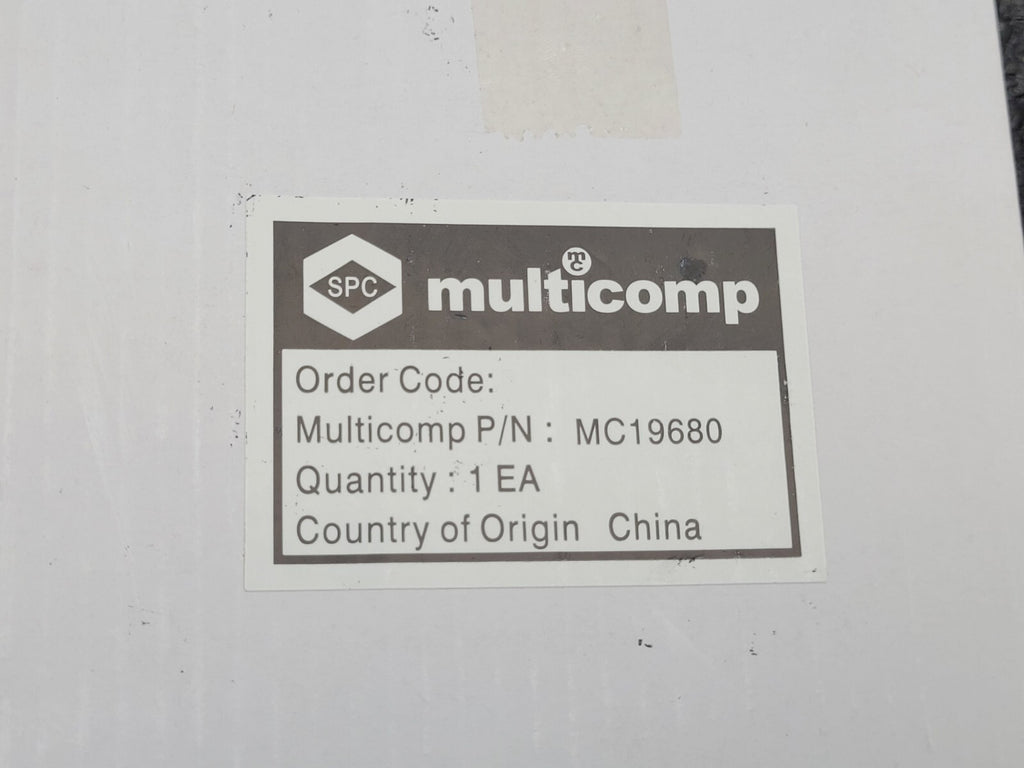 SPC
mc
multicomp
Order Code:
Multicomp P/N : MC19680
Quantity : 1 EA
Country of Origin China